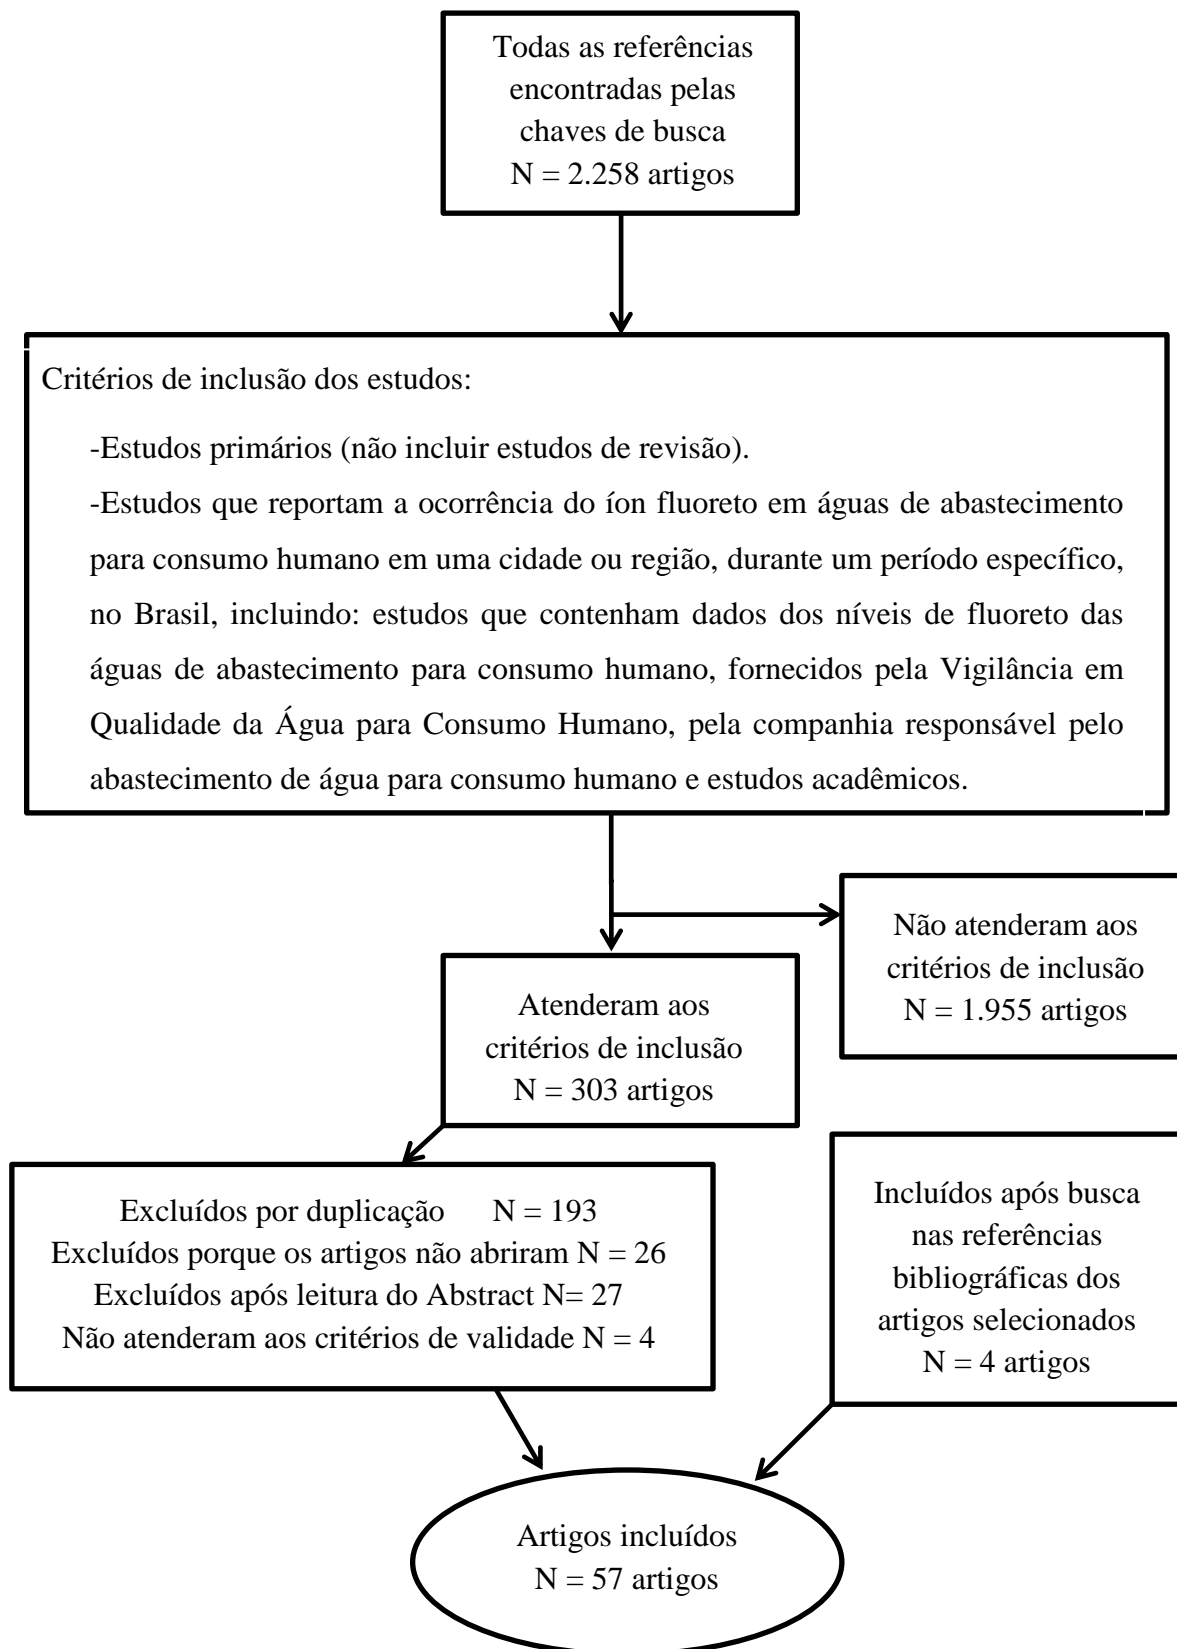 Todas as referências
encontradas pelas
chaves de busca
N = 2.258 artigos
Critérios de inclusão dos estudos:
-Estudos primários (não incluir estudos de revisão).
-Estudos que reportam a ocorrência do íon fluoreto em águas de abastecimento
para consumo humano em uma cidade ou região, durante um período específico,
no Brasil, incluindo: estudos que contenham dados dos níveis de fluoreto das
águas de abastecimento para consumo humano, fornecidos pela Vigilância em
Qualidade da Água para Consumo Humano, pela companhia responsável pelo
abastecimento de água para consumo humano e estudos acadêmicos.
Não atenderam aos
critérios de inclusão
N = 1.955 artigos
Atenderam aos
critérios de inclusão
N = 303 artigos
Excluídos por duplicação N = 193
Excluídos porque os artigos não abriram N = 26
Excluídos após leitura do Abstract N= 27
Não atenderam aos critérios de validade N = 4
Incluídos após busca
nas referências
bibliográficas dos
artigos selecionados
N = 4 artigos
Artigos incluídos
N = 57 artigos